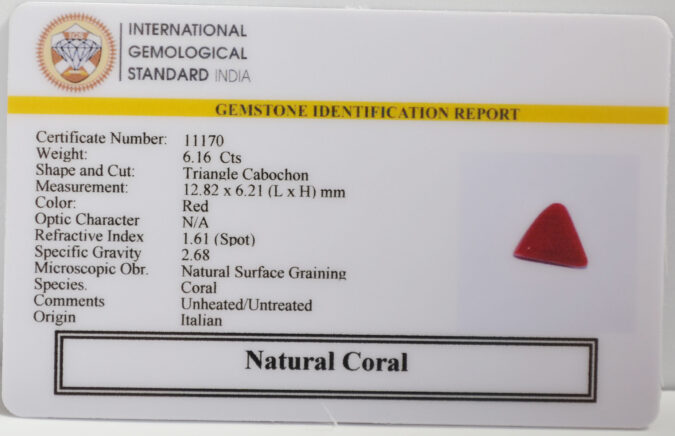 IGS
INTERNATIONAL
GEMOLOGICAL
STANDARD INDIA
GEMSTONE IDENTIFICATION REPORT
Certificate Number: 11170
Weight: 6.16 Cts
Shape and Cut: Triangle Cabochon
Measurement: 12.82 x 6.21 (L x H) mm
Color: Red
Optic Character N/A
Refractive Index 1.61 (Spot)
Specific Gravity 2.68
Microscopic Obr. Natural Surface Graining
Species. Coral
Comments Unheated/Untreated
Origin Italian
Natural Coral